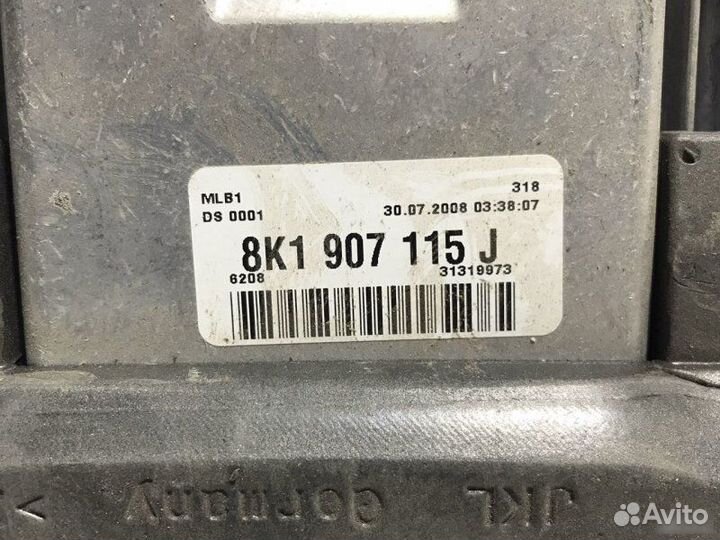 MLB1 318
DS 0001 30.07.2008 03:38:07
8K1 907 115 J
6208 31319973
JKL Germany >
Avito